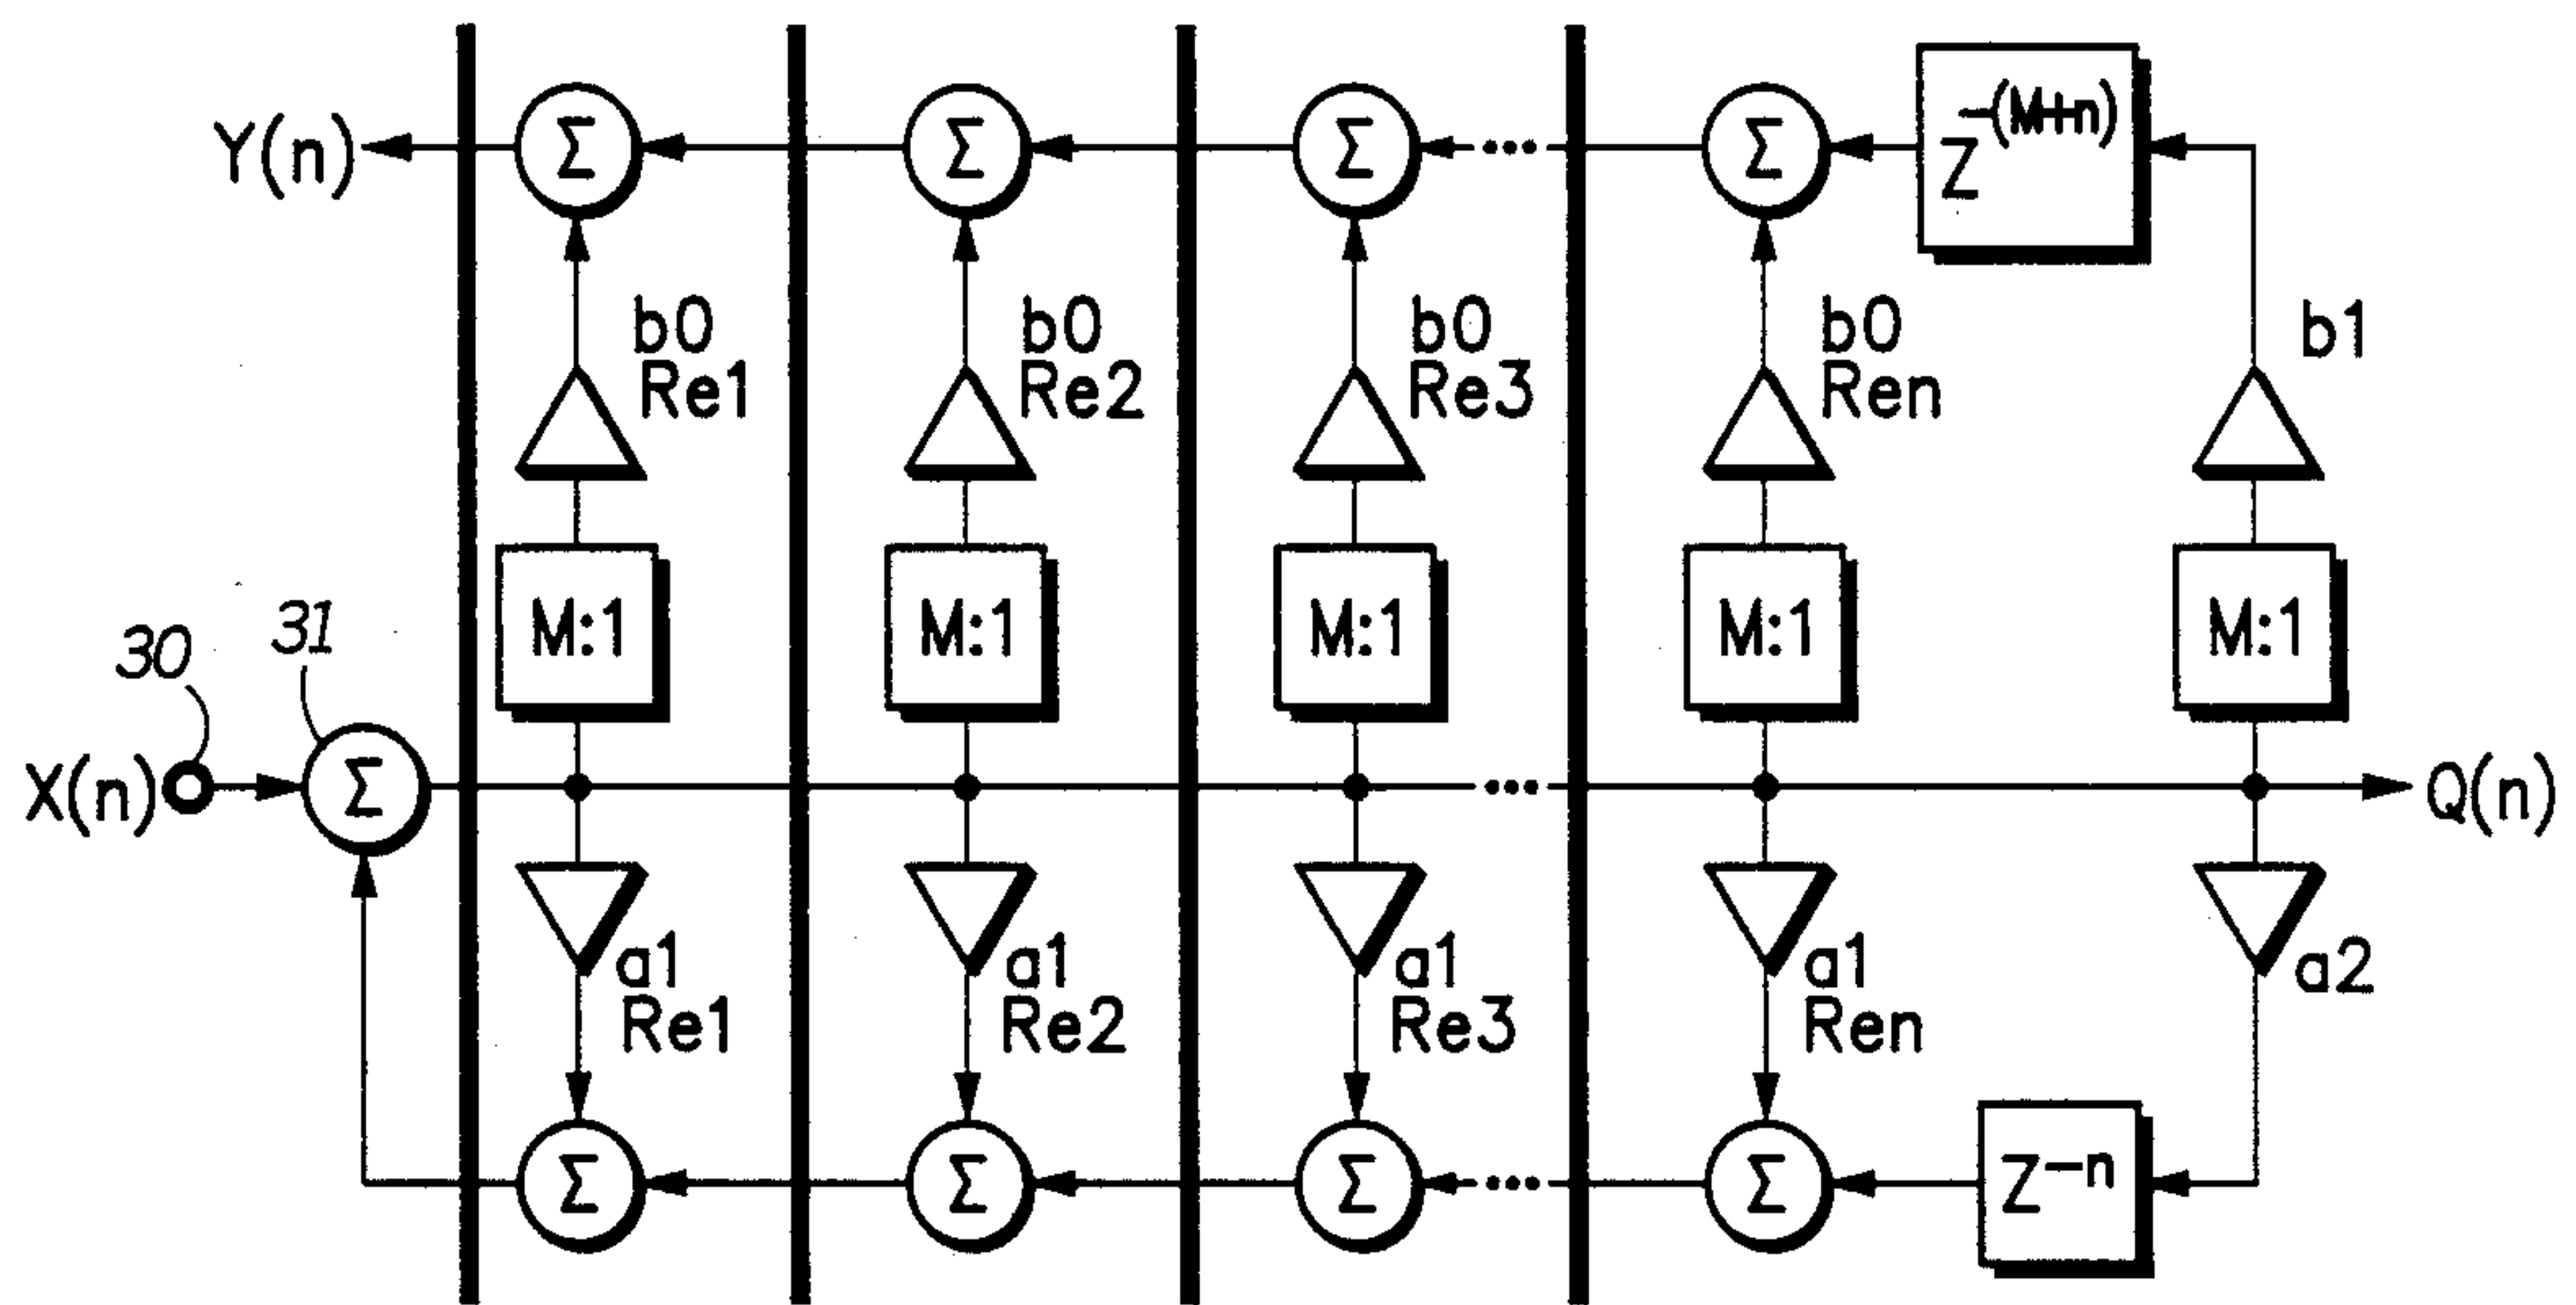 Y(n) Σ Σ Σ ... Σ Z^-(M+n)
b0 b0 b0 b0 b1
Re1 Re2 Re3 Ren
M:1 M:1 M:1 M:1 M:1
30 31
X(n) Σ ... Q(n)
a1 a1 a1 a1 a2
Re1 Re2 Re3 Ren
Σ Σ Σ ... Σ Z^-n